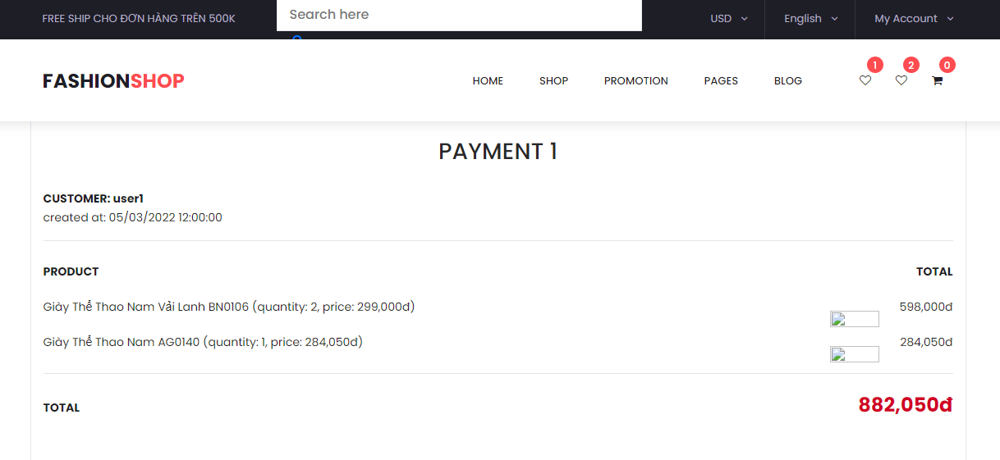 FREE SHIP CHO ĐƠN HÀNG TRÊN 500K
Search here
USD
English
My Account
FASHIONSHOP
HOME
SHOP
PROMOTION
PAGES
BLOG
1
2
0
PAYMENT 1
CUSTOMER: user1
created at: 05/03/2022 12:00:00
PRODUCT TOTAL
Giày Thể Thao Nam Vải Lanh BN0106 (quantity: 2, price: 299,000đ) 598,000đ
Giày Thể Thao Nam AG0140 (quantity: 1, price: 284,050đ) 284,050đ
TOTAL 882,050đ